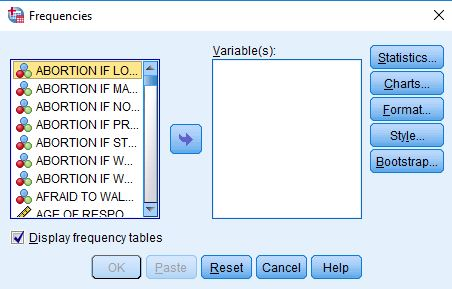 Frequencies
Variable(s):
ABORTION IF LO...
ABORTION IF MA...
ABORTION IF NO...
ABORTION IF PR...
ABORTION IF ST...
ABORTION IF W...
ABORTION IF W...
AFRAID TO WAL...
AGE OF RESPO...
Statistics...
Charts...
Format...
Style...
Bootstrap...
Display frequency tables
OK Paste Reset Cancel Help